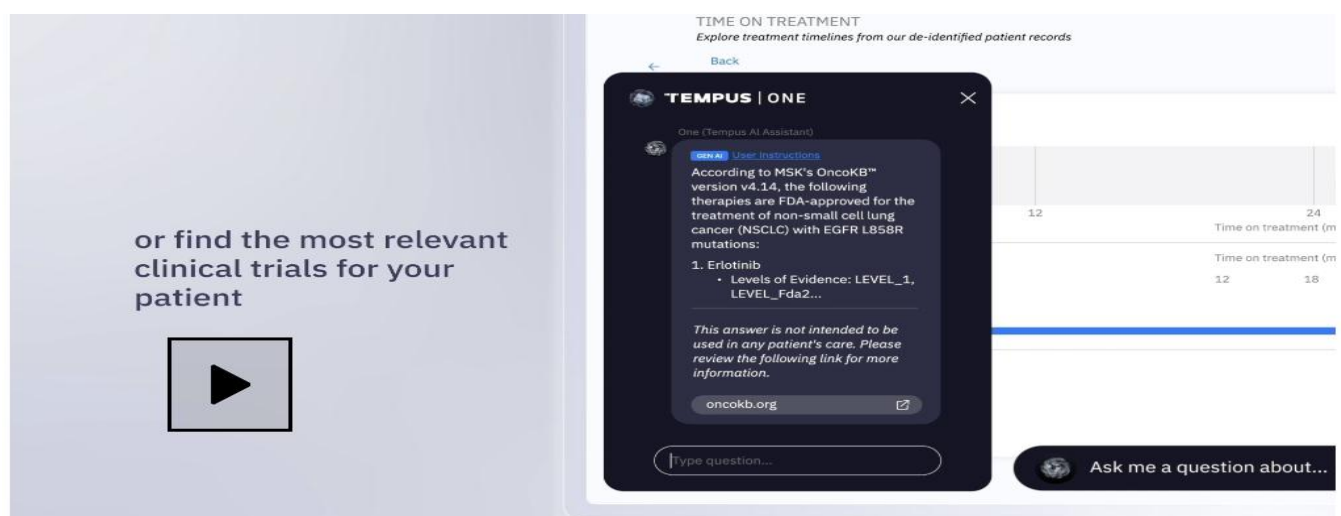 or find the most relevant
clinical trials for your
patient
TIME ON TREATMENT
Explore treatment timelines from our de-identified patient records
← Back
TEMPUS | ONE
One (Tempus AI Assistant)
GEN AI User Instructions
According to MSK's OncoKB™
version v4.14, the following
therapies are FDA-approved for the
treatment of non-small cell lung
cancer (NSCLC) with EGFR L858R
mutations:
1. Erlotinib
• Levels of Evidence: LEVEL_1,
LEVEL_Fda2...
This answer is not intended to be
used in any patient's care. Please
review the following link for more
information.
oncokb.org
Type question...
12 24
Time on treatment (m
Time on treatment (m
12 18
Ask me a question about...